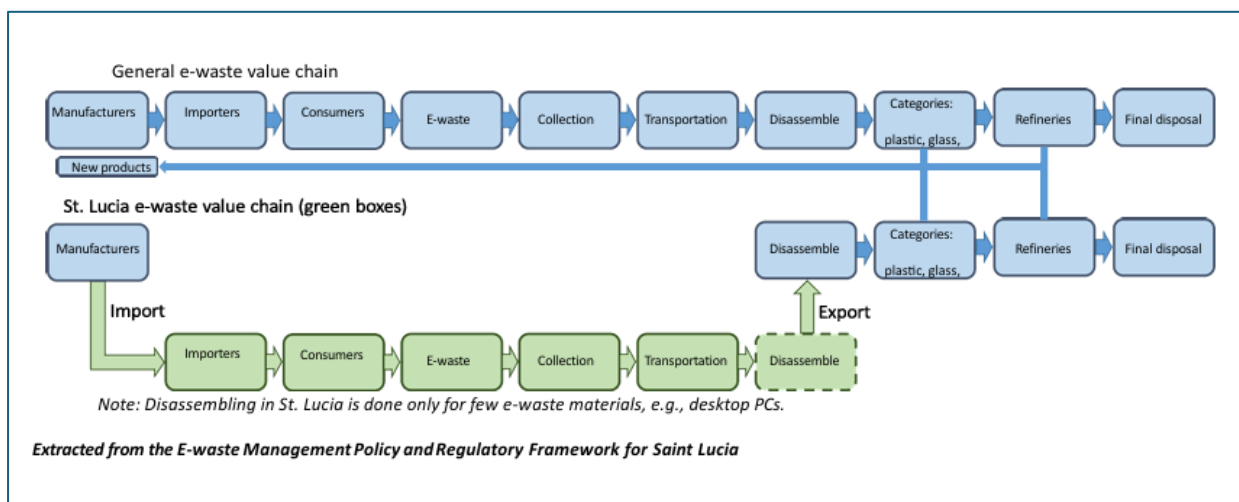 General e-waste value chain
Manufacturers
Importers
Consumers
E-waste
Collection
Transportation
Disassemble
Categories:
plastic, glass,
Refineries
Final disposal
New products
St. Lucia e-waste value chain (green boxes)
Manufacturers
Disassemble
Categories:
plastic, glass,
Refineries
Final disposal
Import
Export
Importers
Consumers
E-waste
Collection
Transportation
Disassemble
Note: Disassembling in St. Lucia is done only for few e-waste materials, e.g., desktop PCs.
Extracted from the E-waste Management Policy and Regulatory Framework for Saint Lucia